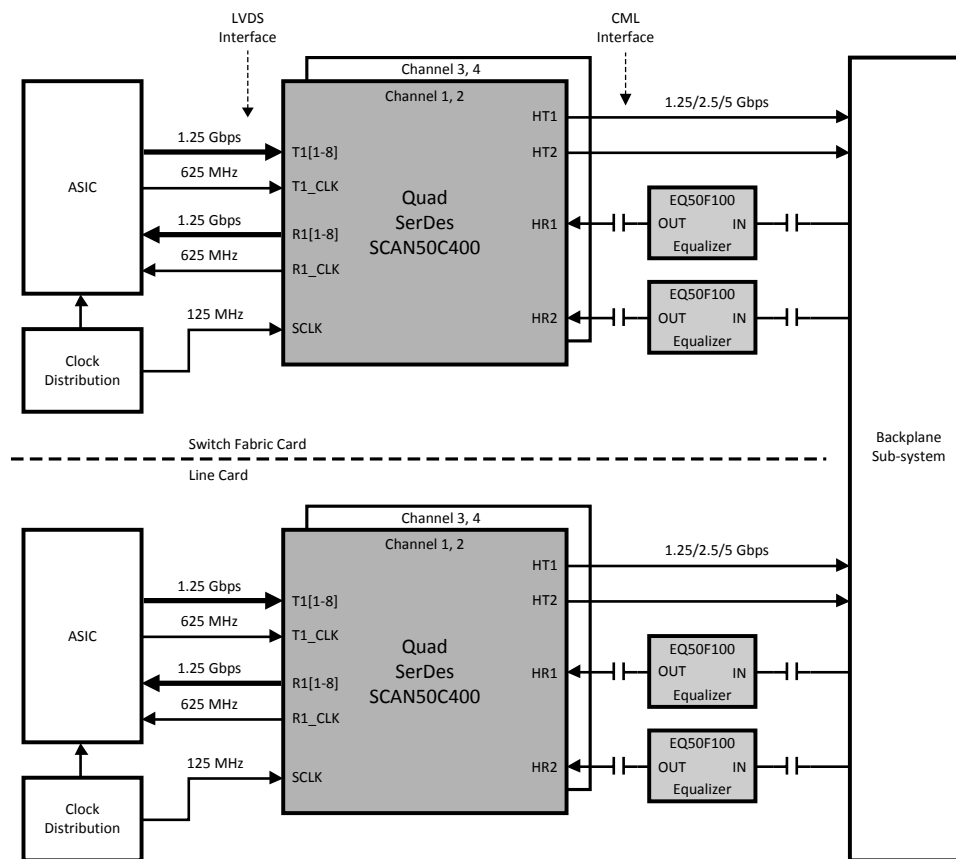 LVDS
Interface
CML
Interface
Channel 3, 4
Channel 1, 2
ASIC
1.25 Gbps
625 MHz
1.25 Gbps
625 MHz
125 MHz
T1[1-8]
T1_CLK
R1[1-8]
R1_CLK
SCLK
Quad
SerDes
SCAN50C400
HT1
HT2
HR1
HR2
1.25/2.5/5 Gbps
EQ50F100
OUT IN
Equalizer
EQ50F100
OUT IN
Equalizer
Clock
Distribution
Switch Fabric Card
Backplane
Sub-system
Line Card
Channel 3, 4
Channel 1, 2
ASIC
1.25 Gbps
625 MHz
1.25 Gbps
625 MHz
125 MHz
T1[1-8]
T1_CLK
R1[1-8]
R1_CLK
SCLK
Quad
SerDes
SCAN50C400
HT1
HT2
HR1
HR2
1.25/2.5/5 Gbps
EQ50F100
OUT IN
Equalizer
EQ50F100
OUT IN
Equalizer
Clock
Distribution